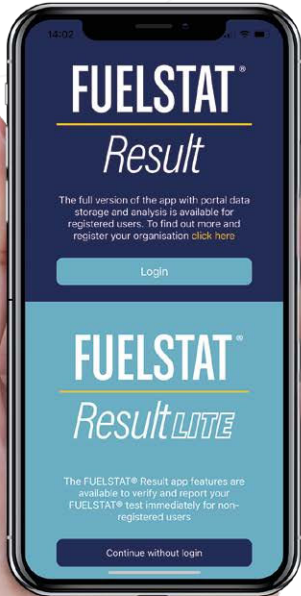 14:02
FUELSTAT®
Result
The full version of the app with portal data
storage and analysis is available for
registered users. To find out more and
register your organisation click here
Login
FUELSTAT®
Result LITE
The FUELSTAT® Result app features are
available to verify and report your
FUELSTAT® test immediately for non-
registered users
Continue without login